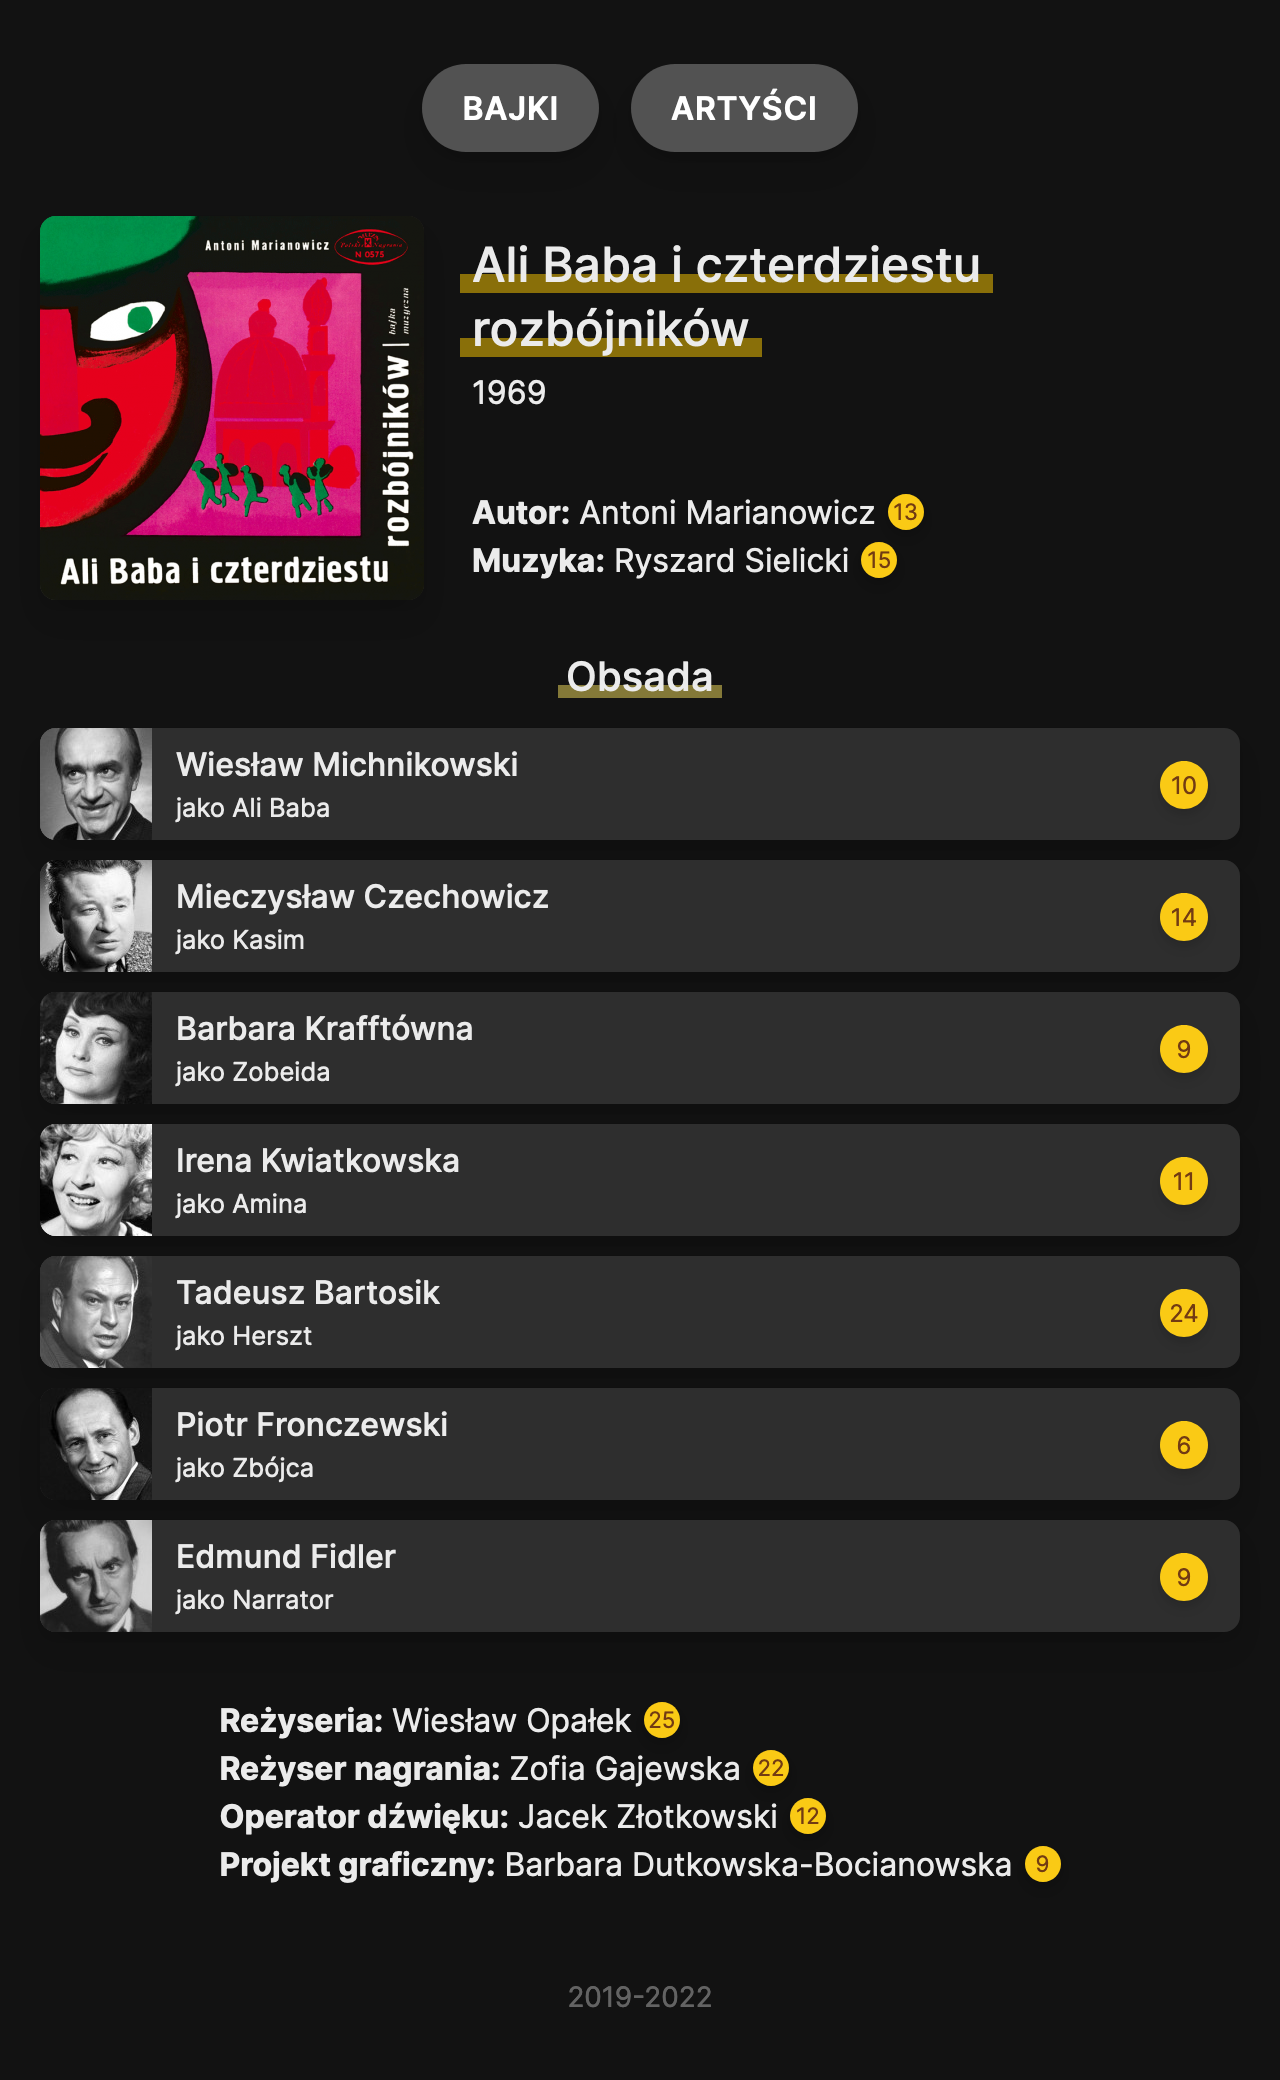 BAJKI
ARTYŚCI
Antoni Marianowicz
Polskie Nagrania
N 0575
bajka
muzyczna
rozbójników
Ali Baba i czterdziestu
Ali Baba i czterdziestu
rozbójników
1969
Autor: Antoni Marianowicz 13
Muzyka: Ryszard Sielicki 15
Obsada
Wiesław Michnikowski
jako Ali Baba
10
Mieczysław Czechowicz
jako Kasim
14
Barbara Krafftówna
jako Zobeida
9
Irena Kwiatkowska
jako Amina
11
Tadeusz Bartosik
jako Herszt
24
Piotr Fronczewski
jako Zbójca
6
Edmund Fidler
jako Narrator
9
Reżyseria: Wiesław Opałek 25
Reżyser nagrania: Zofia Gajewska 22
Operator dźwięku: Jacek Złotkowski 12
Projekt graficzny: Barbara Dutkowska-Bocianowska 9
2019-2022